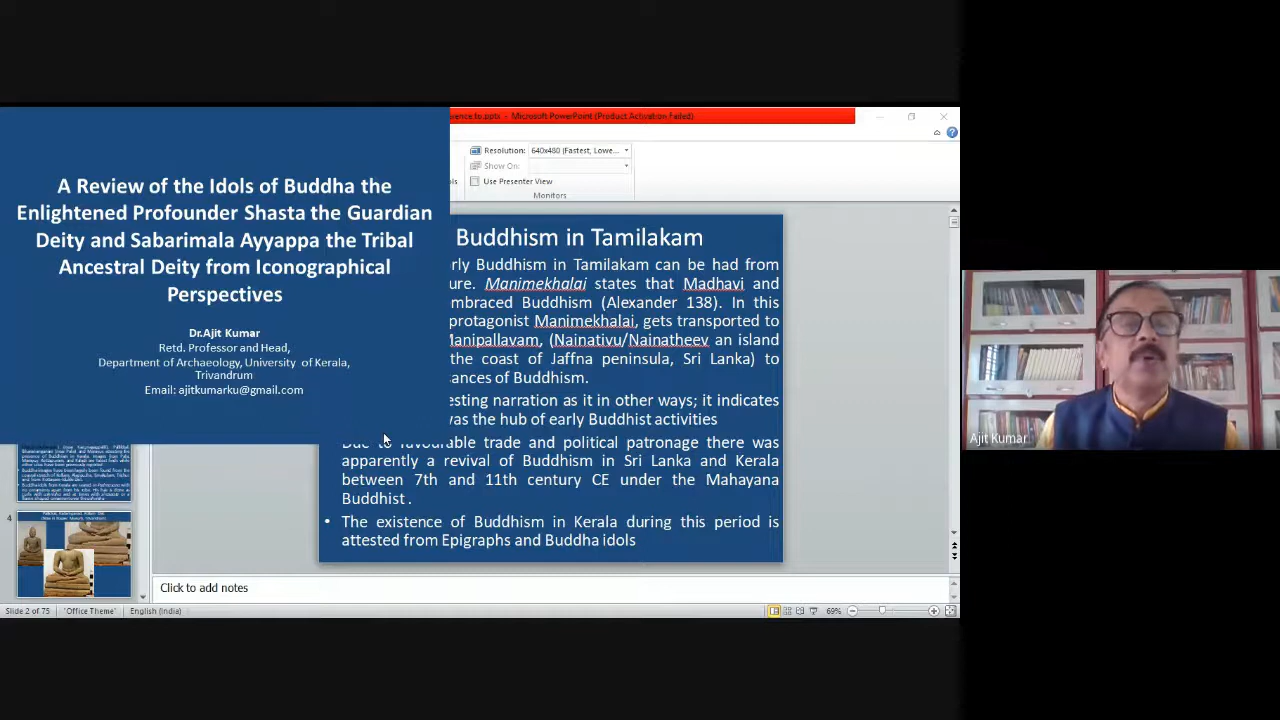 uence to.pptx - Microsoft PowerPoint (Product Activation Failed)
Resolution: 640x480 (Fastest, Lowe...
Show On:
Use Presenter View
Monitors
A Review of the Idols of Buddha the
Enlightened Profounder Shasta the Guardian
Deity and Sabarimala Ayyappa the Tribal
Ancestral Deity from Iconographical
Perspectives
Dr.Ajit Kumar
Retd. Professor and Head,
Department of Archaeology, University of Kerala,
Trivandrum
Email: ajitkumarku@gmail.com
Buddhism in Tamilakam
rly Buddhism in Tamilakam can be had from
ure. Manimekhalai states that Madhavi and
mbraced Buddhism (Alexander 138). In this
protagonist Manimekhalai, gets transported to
Manipallavam, (Nainativu/Nainatheev an island
the coast of Jaffna peninsula, Sri Lanka) to
ances of Buddhism.
esting narration as it in other ways; it indicates
was the hub of early Buddhist activities
Due to favourable trade and political patronage there was
apparently a revival of Buddhism in Sri Lanka and Kerala
between 7th and 11th century CE under the Mahayana
Buddhist .
• The existence of Buddhism in Kerala during this period is
attested from Epigraphs and Buddha idols
4
Click to add notes
Slide 2 of 75 "Office Theme" English (India) 69%
Ajit Kumar